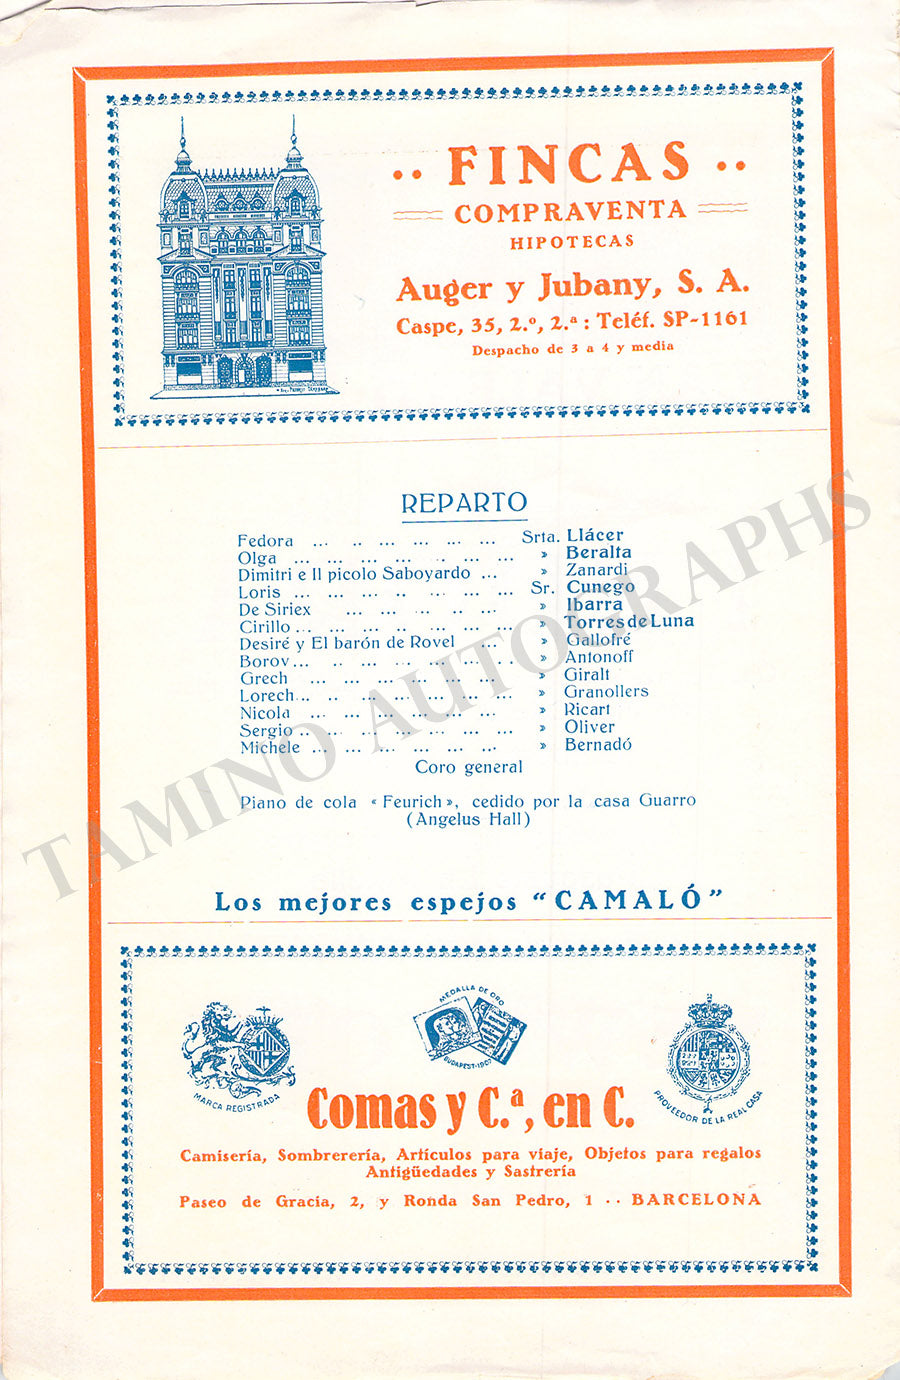 ·· FINCAS ··
COMPRAVENTA
HIPOTECAS
Auger y Jubany, S. A.
Caspe, 35, 2.º, 2.ª : Teléf. SP-1161
Despacho de 3 a 4 y media
REPARTO
Fedora ... .. ... ... ... ... Srta. Llácer
Olga ... ... ... ... ... ... ... » Beralta
Dimitri e Il picolo Saboyardo ... » Zanardi
Loris ... ... ... .. ... ... ... Sr. Cunego
De Siriex ... ... ... .. ... » Ibarra
Cirillo ... ... ... .. ... ... ... » Torres de Luna
Desiré y El barón de Rovel ... » Gallofré
Borov ... .. ... ... ... ... . » Antonoff
Grech ... ... ... ... ... ... » Giralt
Lorech ... .. ... ... ... ... ... » Granollers
Nicola ... ... ... ... ... ... » Ricart
Sergio ... .. ... ... ... ... ... » Oliver
Michele ... ... ... ... ... ... » Bernadó
Coro general
Piano de cola « Feurich », cedido por la casa Guarro
(Angelus Hall)
Los mejores espejos “CAMALÓ”
MEDALLA DE ORO
BUDAPEST-1907
MARCA REGISTRADA
PROVEEDOR DE LA REAL CASA
Comas y C.ª, en C.
Camisería, Sombrerería, Artículos para viaje, Objetos para regalos
Antigüedades y Sastrería
Paseo de Gracia, 2, y Ronda San Pedro, 1 ·· BARCELONA
TAMINO AUTOGRAPHS